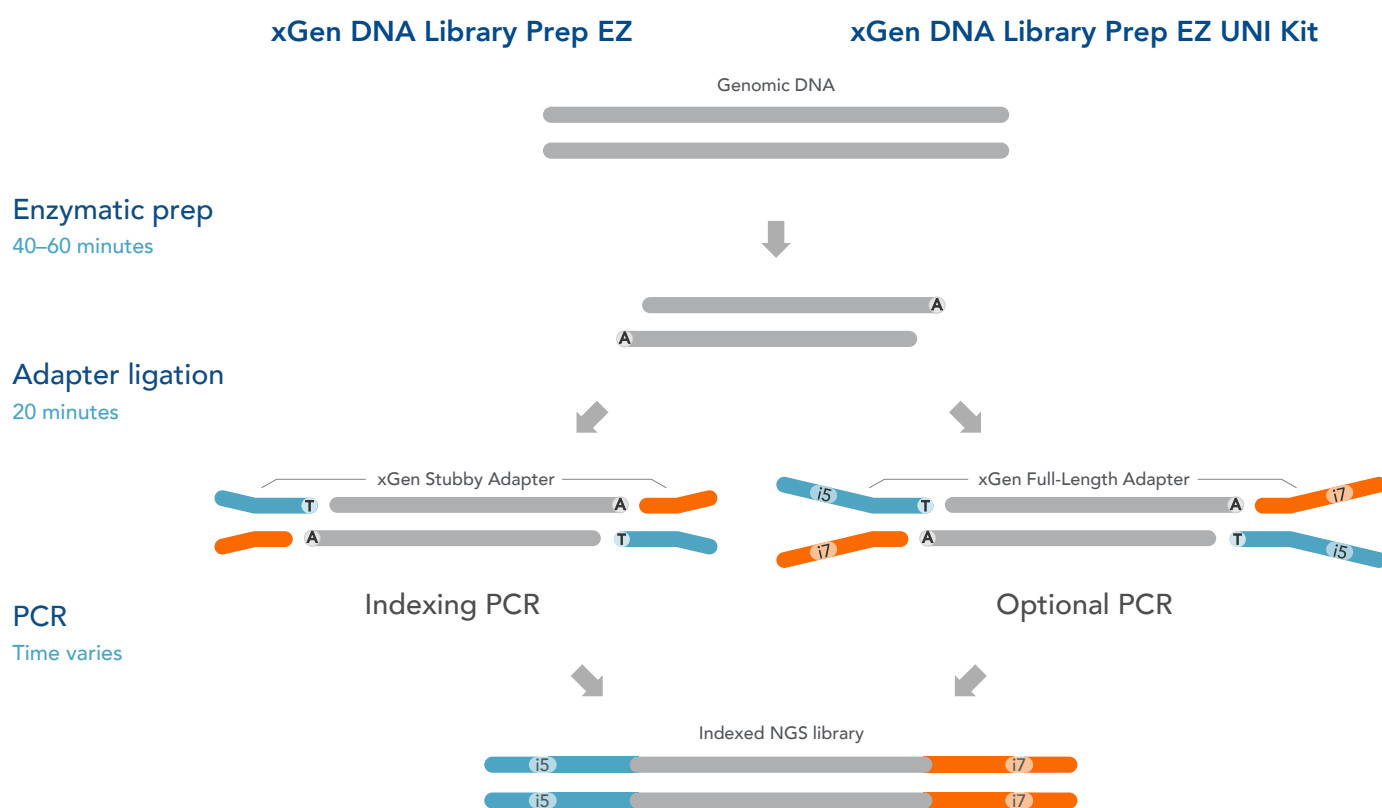 xGen DNA Library Prep EZ
xGen DNA Library Prep EZ UNI Kit
Genomic DNA
Enzymatic prep
40–60 minutes
A
A
Adapter ligation
20 minutes
xGen Stubby Adapter
xGen Full-Length Adapter
T A
i5 T A i7
A T
i7 A T i5
Indexing PCR
Optional PCR
PCR
Time varies
Indexed NGS library
i5 i7
i5 i7